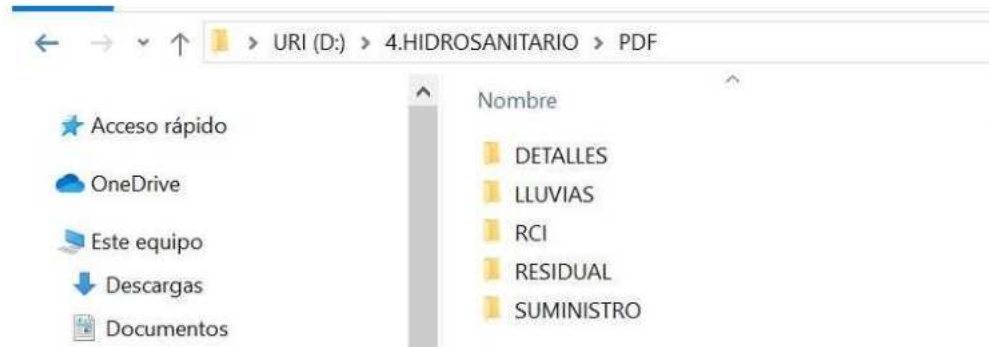 URI (D:) > 4.HIDROSANITARIO > PDF
Nombre
Acceso rápido
OneDrive
Este equipo
Descargas
Documentos
DETALLES
LLUVIAS
RCI
RESIDUAL
SUMINISTRO